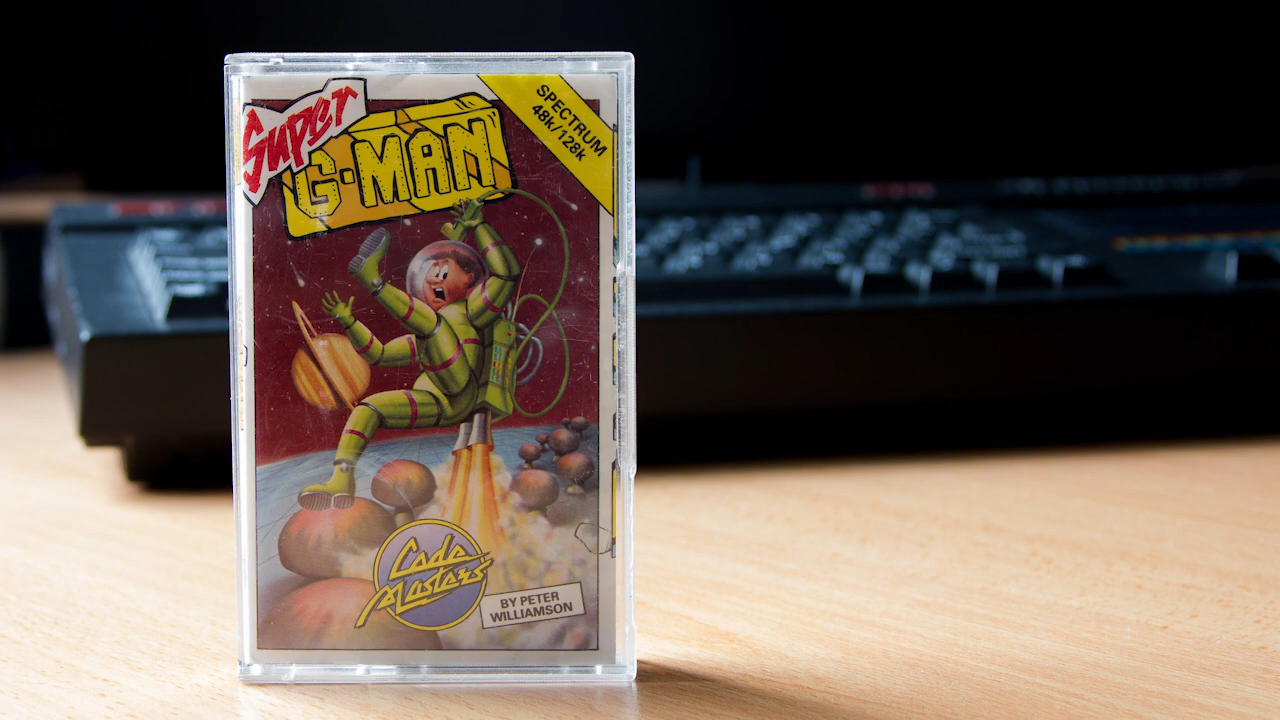 Super
G·MAN
SPECTRUM
48k/128k
Code
Masters
BY PETER
WILLIAMSON